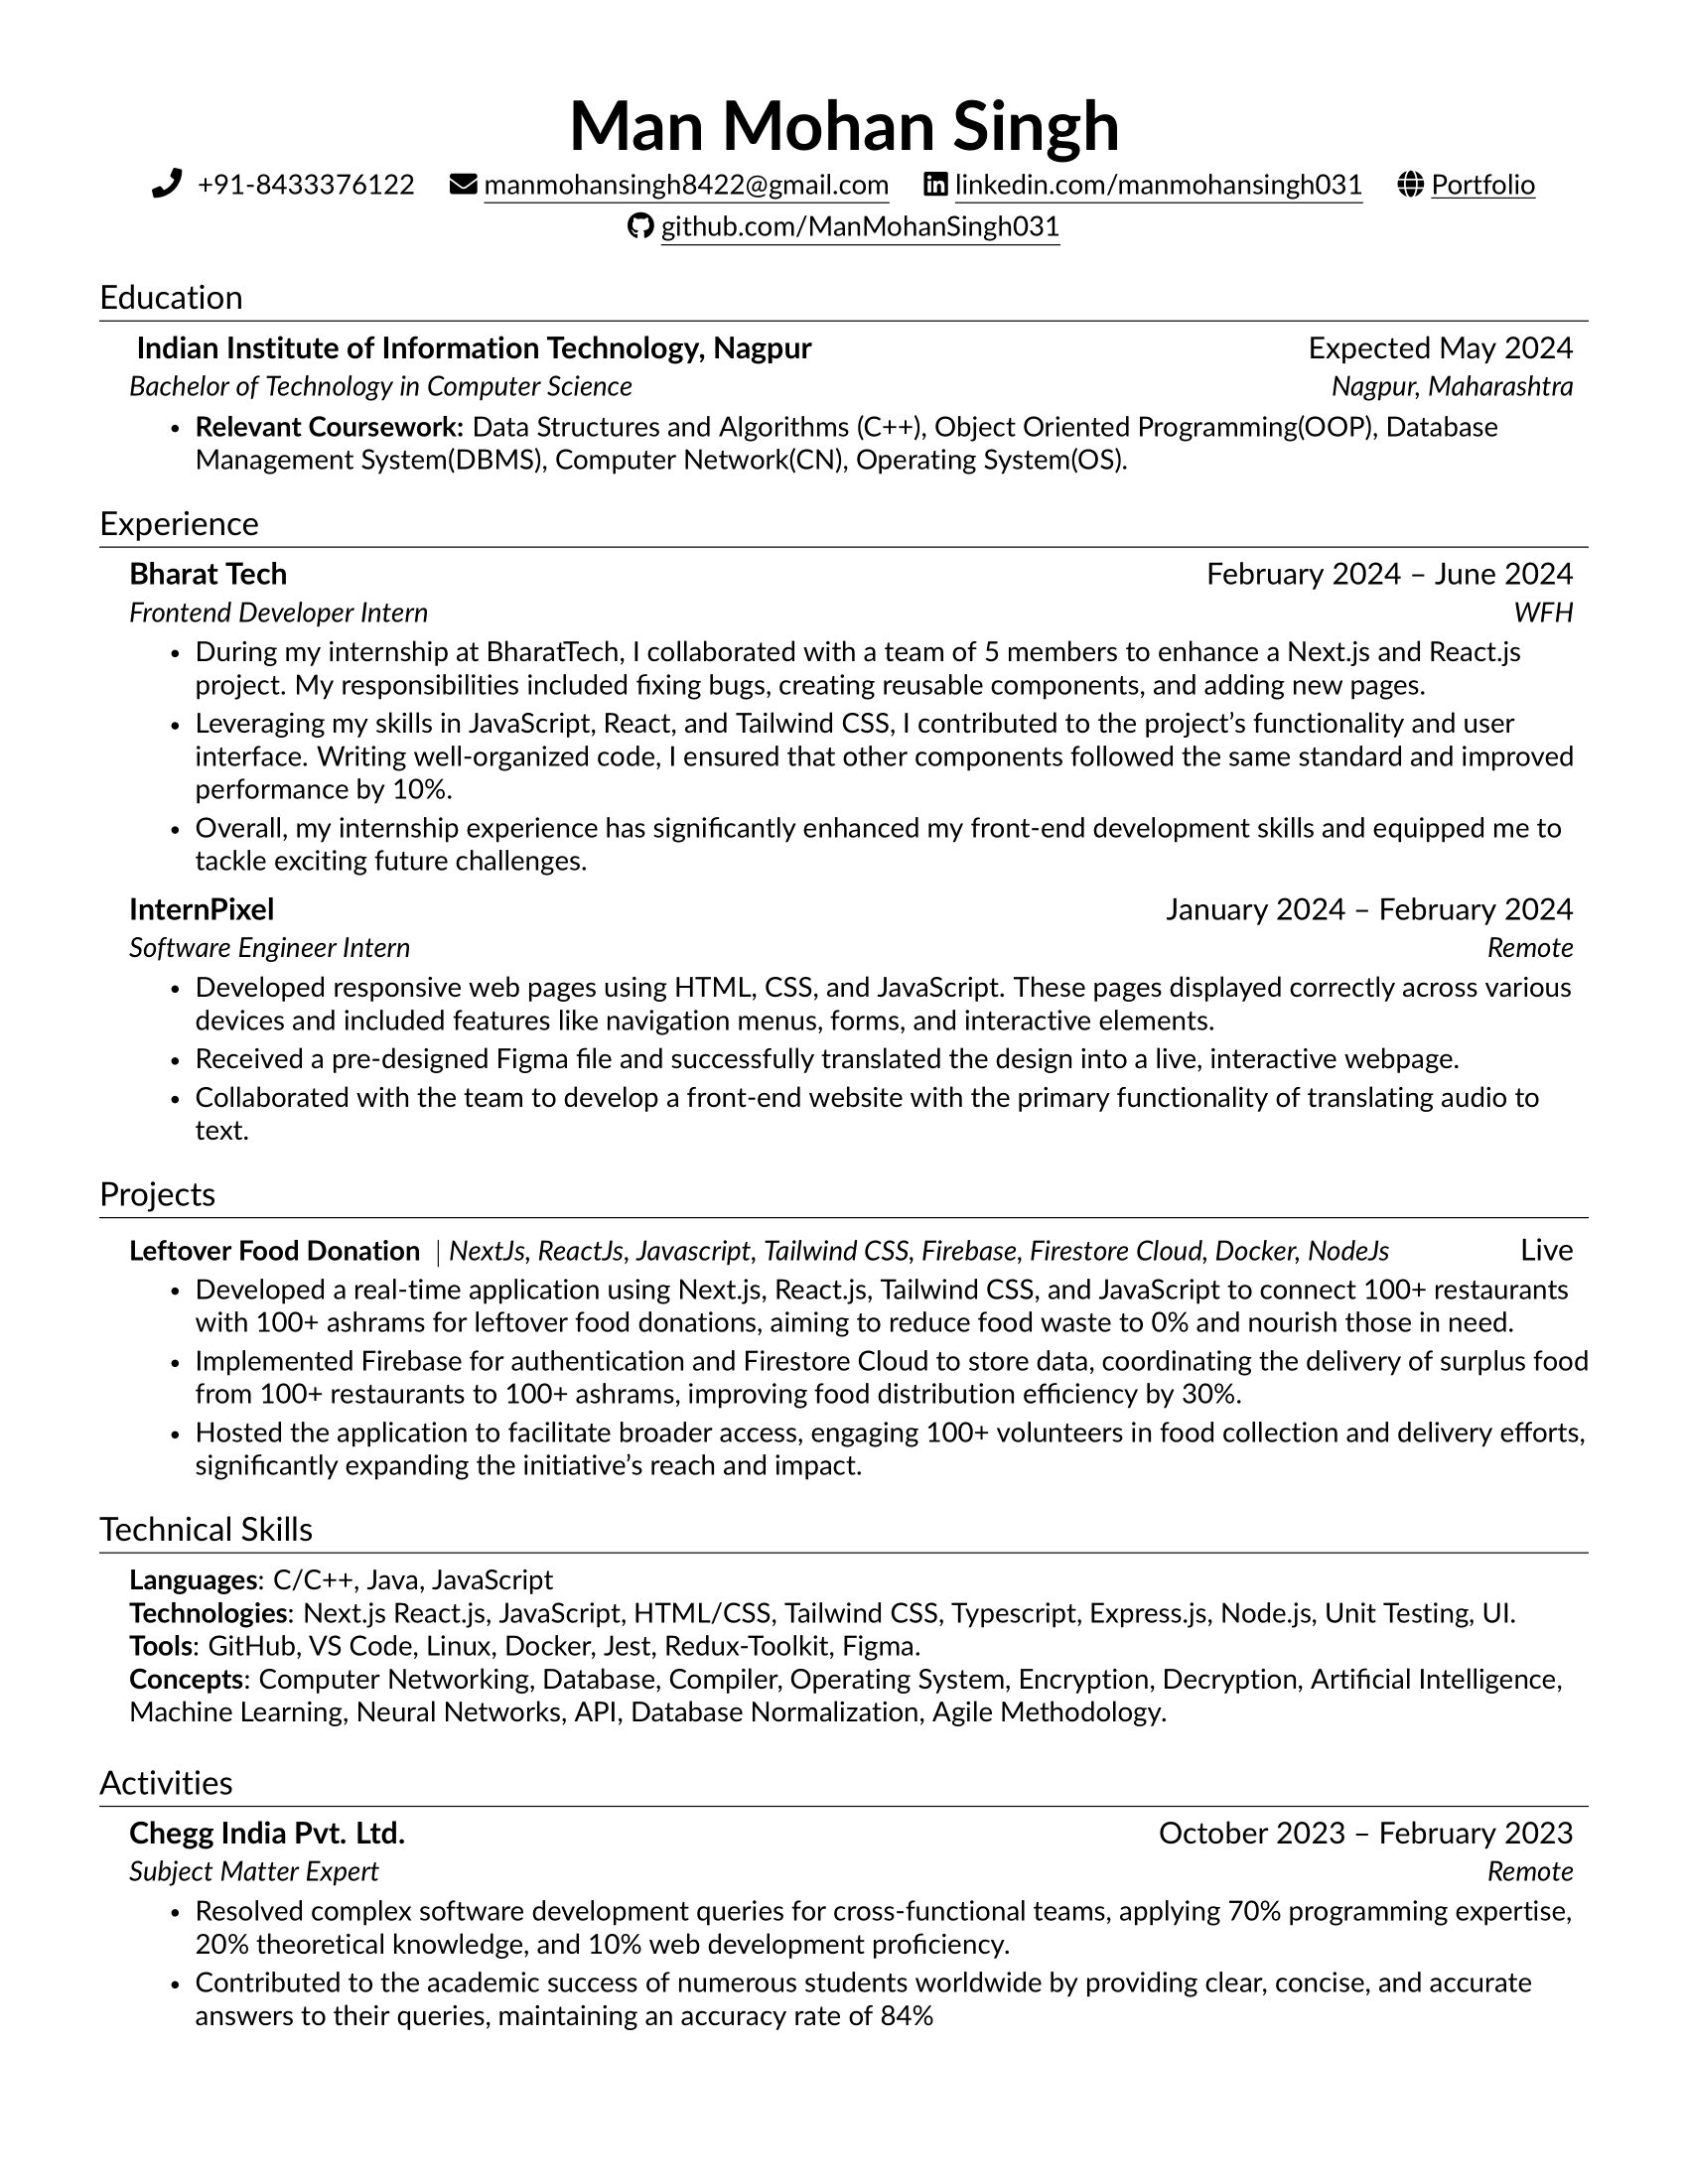 Man Mohan Singh
+91-8433376122 manmohansingh8422@gmail.com linkedin.com/manmohansingh031 Portfolio
github.com/ManMohanSingh031
Education
Indian Institute of Information Technology, Nagpur Expected May 2024
Bachelor of Technology in Computer Science Nagpur, Maharashtra
• Relevant Coursework: Data Structures and Algorithms (C++), Object Oriented Programming(OOP), Database
Management System(DBMS), Computer Network(CN), Operating System(OS).
Experience
Bharat Tech February 2024 – June 2024
Frontend Developer Intern WFH
• During my internship at BharatTech, I collaborated with a team of 5 members to enhance a Next.js and React.js
project. My responsibilities included fixing bugs, creating reusable components, and adding new pages.
• Leveraging my skills in JavaScript, React, and Tailwind CSS, I contributed to the project’s functionality and user
interface. Writing well-organized code, I ensured that other components followed the same standard and improved
performance by 10%.
• Overall, my internship experience has significantly enhanced my front-end development skills and equipped me to
tackle exciting future challenges.
InternPixel January 2024 – February 2024
Software Engineer Intern Remote
• Developed responsive web pages using HTML, CSS, and JavaScript. These pages displayed correctly across various
devices and included features like navigation menus, forms, and interactive elements.
• Received a pre-designed Figma file and successfully translated the design into a live, interactive webpage.
• Collaborated with the team to develop a front-end website with the primary functionality of translating audio to
text.
Projects
Leftover Food Donation | NextJs, ReactJs, Javascript, Tailwind CSS, Firebase, Firestore Cloud, Docker, NodeJs Live
• Developed a real-time application using Next.js, React.js, Tailwind CSS, and JavaScript to connect 100+ restaurants
with 100+ ashrams for leftover food donations, aiming to reduce food waste to 0% and nourish those in need.
• Implemented Firebase for authentication and Firestore Cloud to store data, coordinating the delivery of surplus food
from 100+ restaurants to 100+ ashrams, improving food distribution efficiency by 30%.
• Hosted the application to facilitate broader access, engaging 100+ volunteers in food collection and delivery efforts,
significantly expanding the initiative’s reach and impact.
Technical Skills
Languages: C/C++, Java, JavaScript
Technologies: Next.js React.js, JavaScript, HTML/CSS, Tailwind CSS, Typescript, Express.js, Node.js, Unit Testing, UI.
Tools: GitHub, VS Code, Linux, Docker, Jest, Redux-Toolkit, Figma.
Concepts: Computer Networking, Database, Compiler, Operating System, Encryption, Decryption, Artificial Intelligence,
Machine Learning, Neural Networks, API, Database Normalization, Agile Methodology.
Activities
Chegg India Pvt. Ltd. October 2023 – February 2023
Subject Matter Expert Remote
• Resolved complex software development queries for cross-functional teams, applying 70% programming expertise,
20% theoretical knowledge, and 10% web development proficiency.
• Contributed to the academic success of numerous students worldwide by providing clear, concise, and accurate
answers to their queries, maintaining an accuracy rate of 84%